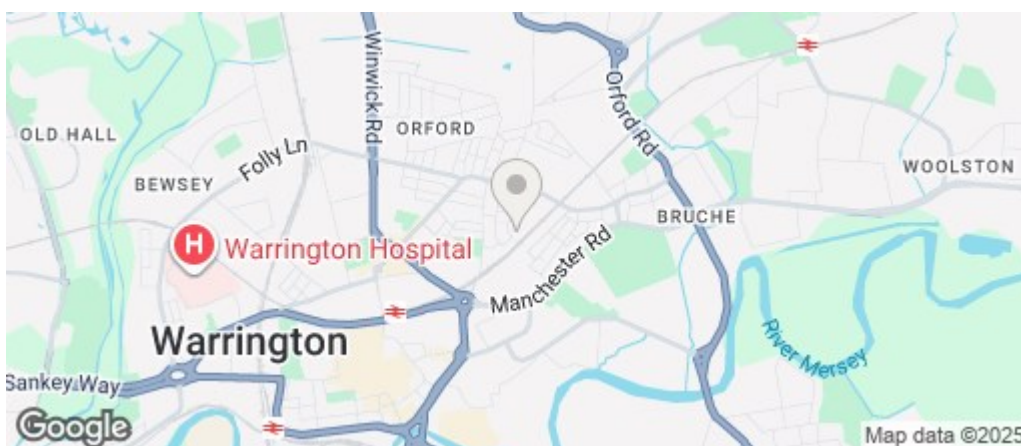 Winwick Rd
Orford Rd
OLD HALL
ORFORD
Folly Ln
WOOLSTON
BEWSEY
BRUCHE
H
Warrington Hospital
Manchester Rd
River Mersey
Warrington
Sankey Way
Google
Map data ©2025